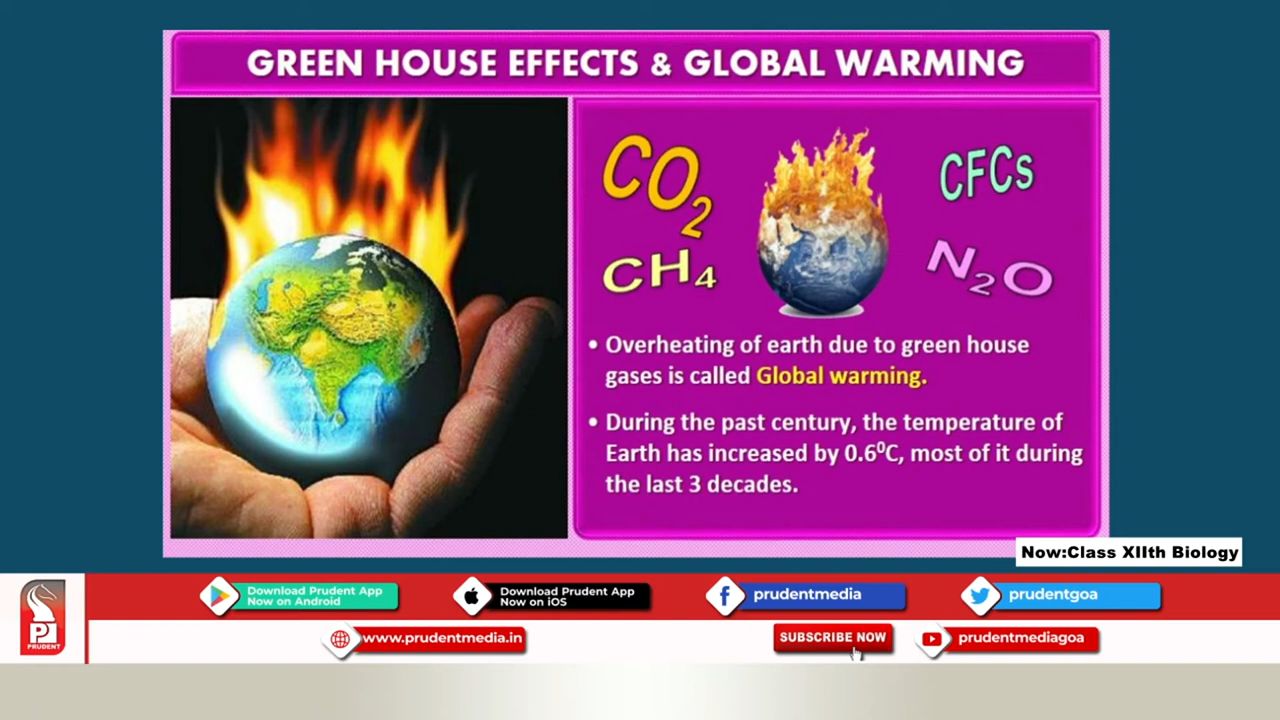 GREEN HOUSE EFFECTS & GLOBAL WARMING
CO2
CH4
CFCs
N2O
• Overheating of earth due to green house
gases is called Global warming.
• During the past century, the temperature of
Earth has increased by 0.6⁰C, most of it during
the last 3 decades.
Now:Class XIIth Biology
Download Prudent App
Now on Android
Download Prudent App
Now on iOS
prudentmedia
prudentgoa
PRUDENT
www.prudentmedia.in
SUBSCRIBE NOW
prudentmediagoa